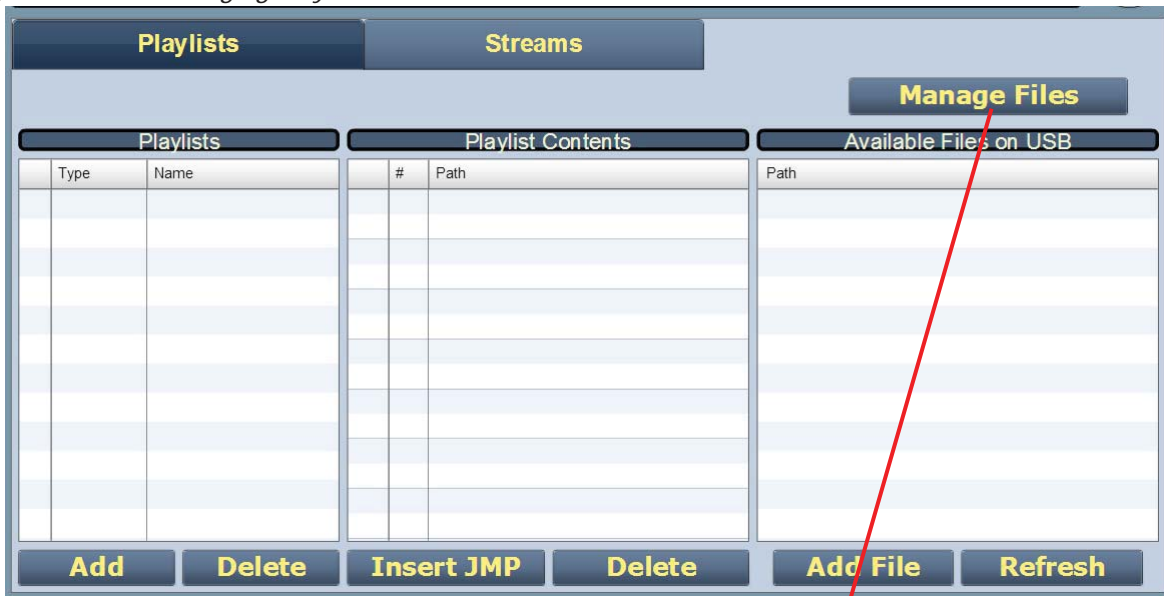 Playlists Streams
Manage Files
Playlists Playlist Contents Available Files on USB
Type Name # Path Path
Add Delete Insert JMP Delete Add File Refresh